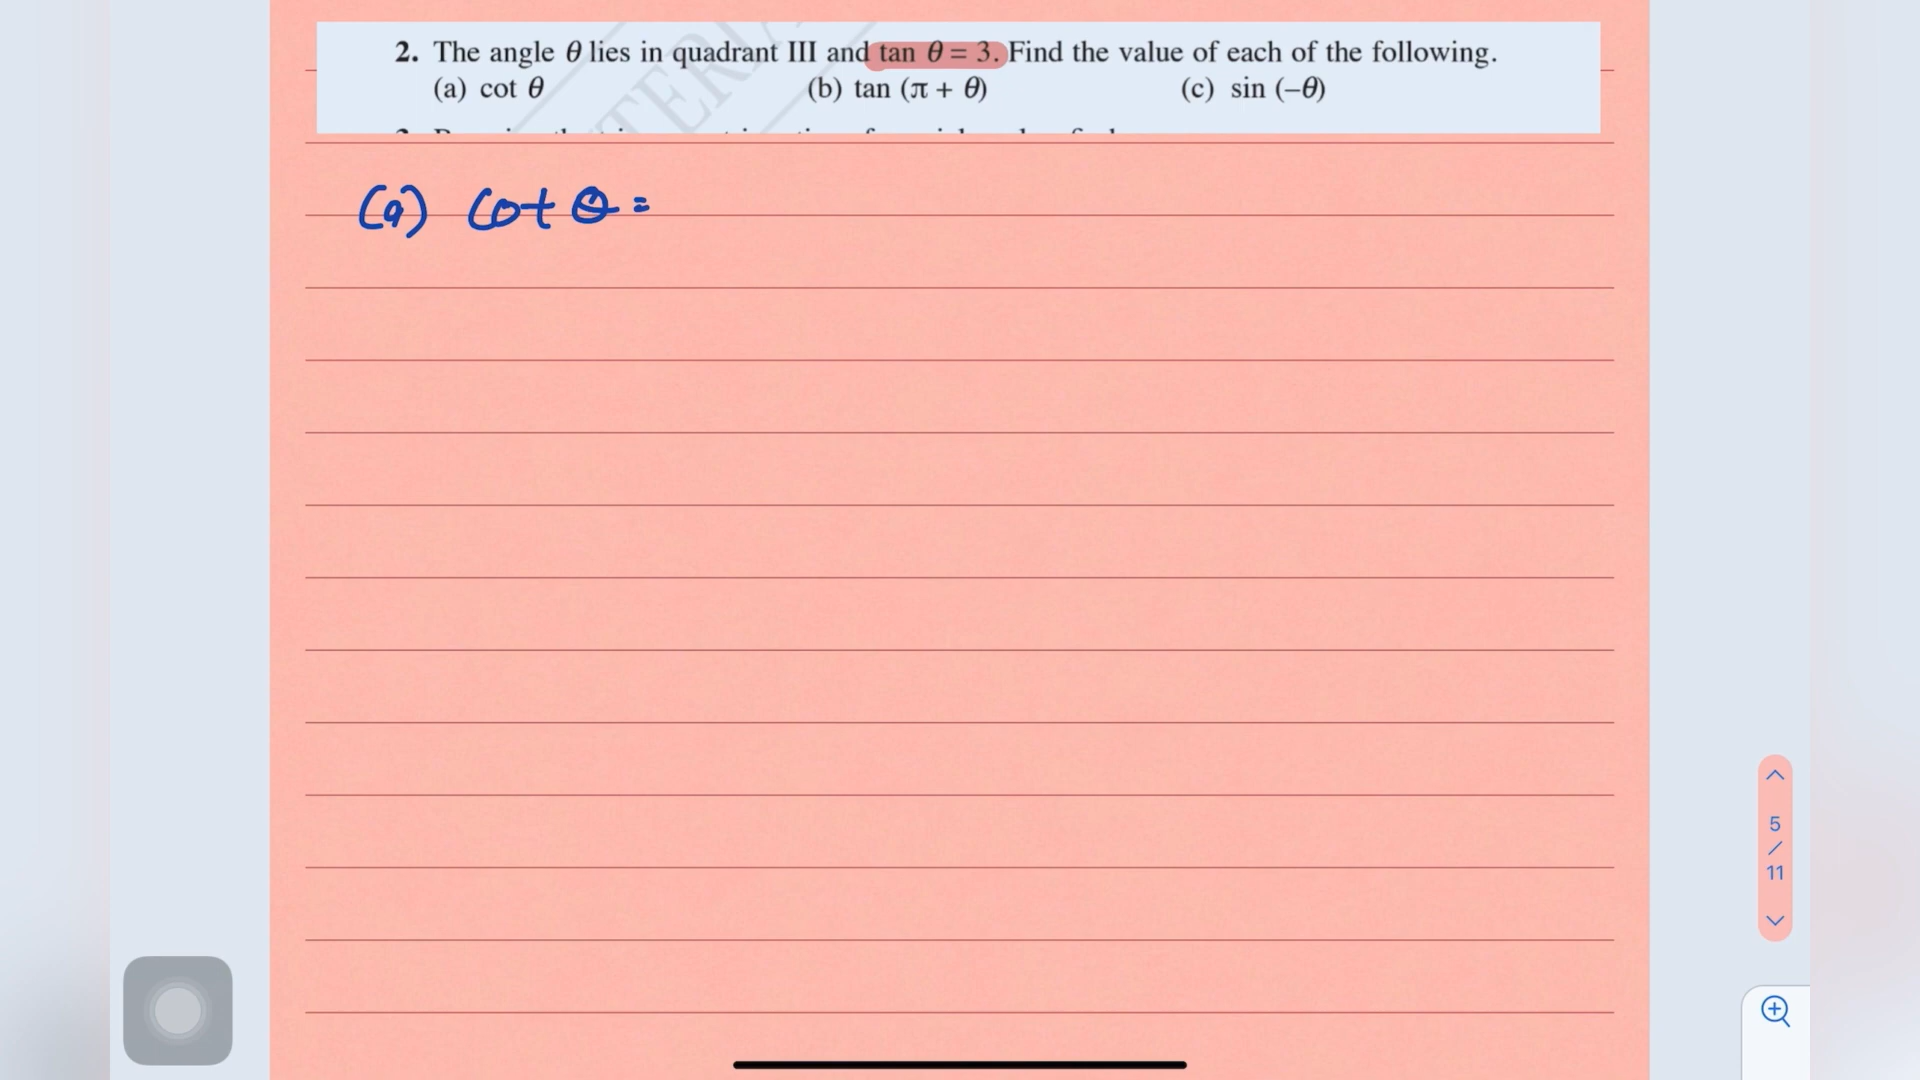 2. The angle θ lies in quadrant III and tan θ = 3. Find the value of each of the following.
(a) cot θ (b) tan (π + θ) (c) sin (−θ)
(a) cot θ =
5
/
11